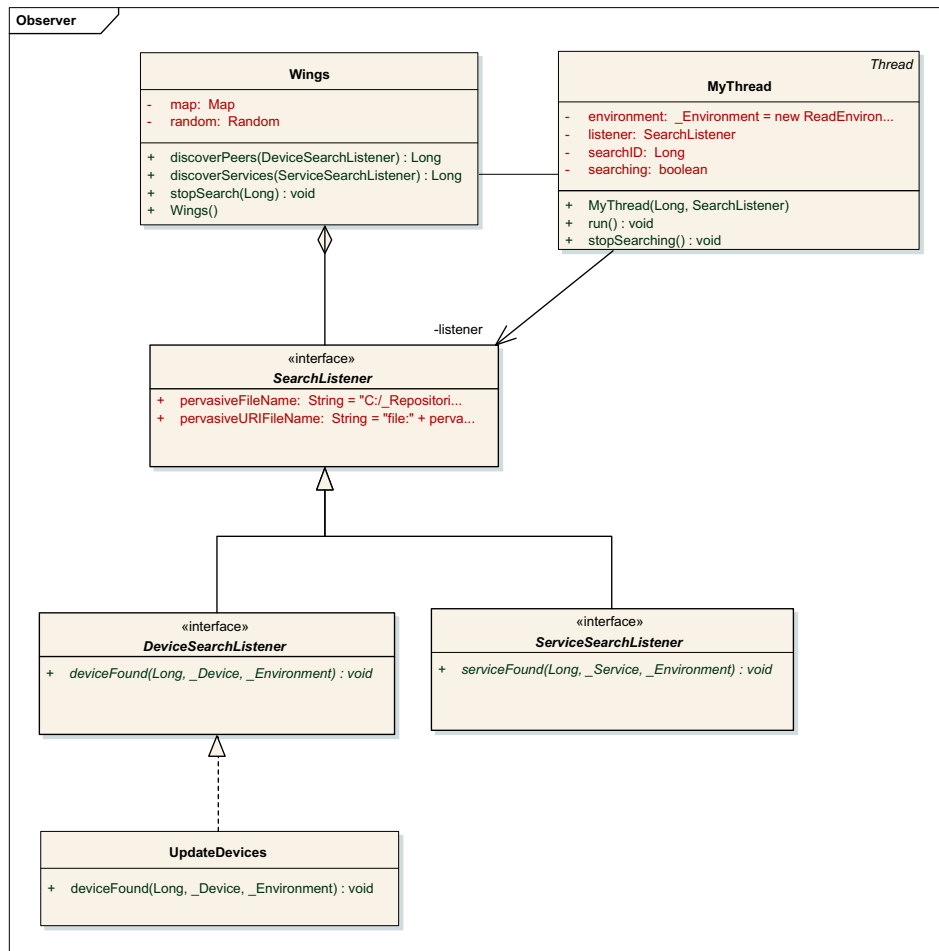 Observer
Wings
- map: Map
- random: Random
+ discoverPeers(DeviceSearchListener) : Long
+ discoverServices(ServiceSearchListener) : Long
+ stopSearch(Long) : void
+ Wings()
Thread
MyThread
- environment: _Environment = new ReadEnviron...
- listener: SearchListener
- searchID: Long
- searching: boolean
+ MyThread(Long, SearchListener)
+ run() : void
+ stopSearching() : void
-listener
«interface»
SearchListener
+ pervasiveFileName: String = "C:/_Repositori...
+ pervasiveURIFileName: String = "file:" + perva...
«interface»
DeviceSearchListener
+ deviceFound(Long, _Device, _Environment) : void
«interface»
ServiceSearchListener
+ serviceFound(Long, _Service, _Environment) : void
UpdateDevices
+ deviceFound(Long, _Device, _Environment) : void